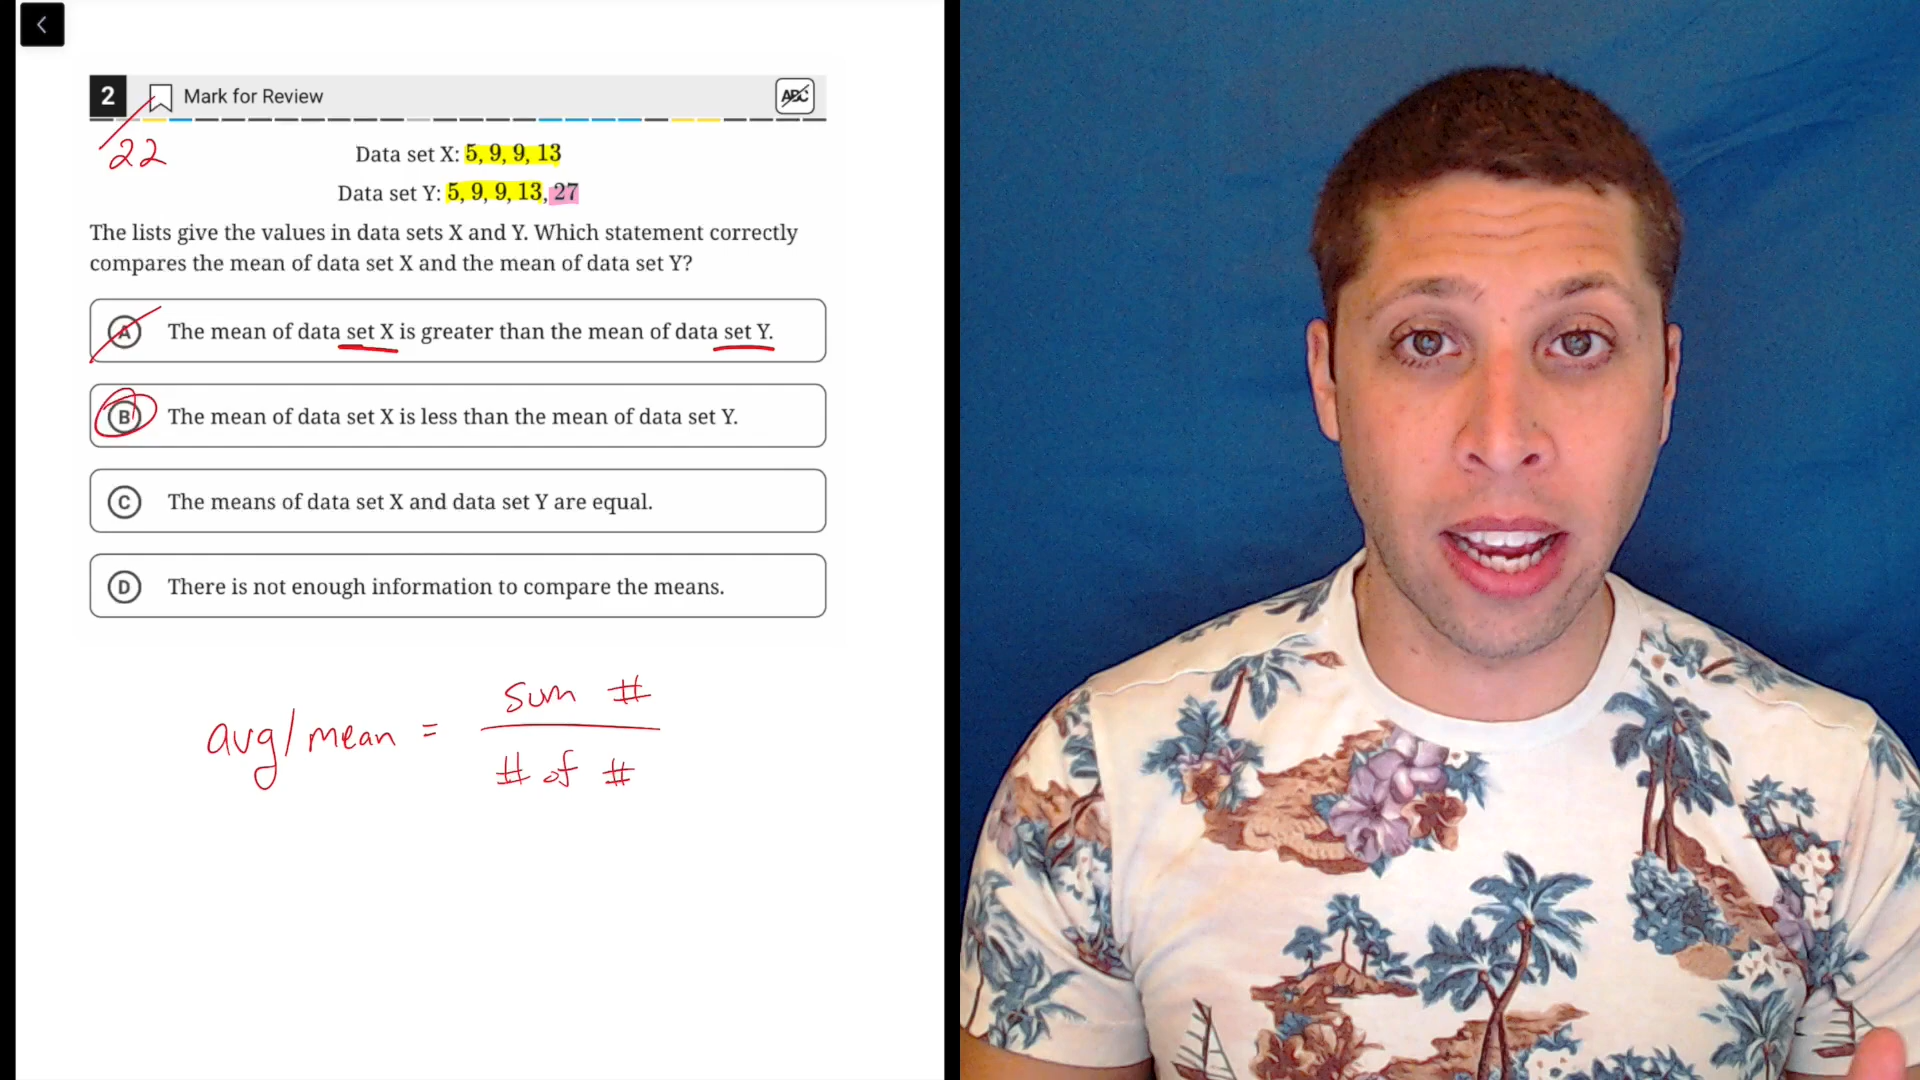 2 Mark for Review ABC
22
Data set X: 5, 9, 9, 13
Data set Y: 5, 9, 9, 13, 27
The lists give the values in data sets X and Y. Which statement correctly
compares the mean of data set X and the mean of data set Y?
A The mean of data set X is greater than the mean of data set Y.
B The mean of data set X is less than the mean of data set Y.
C The means of data set X and data set Y are equal.
D There is not enough information to compare the means.
avg/mean = sum #
# of #